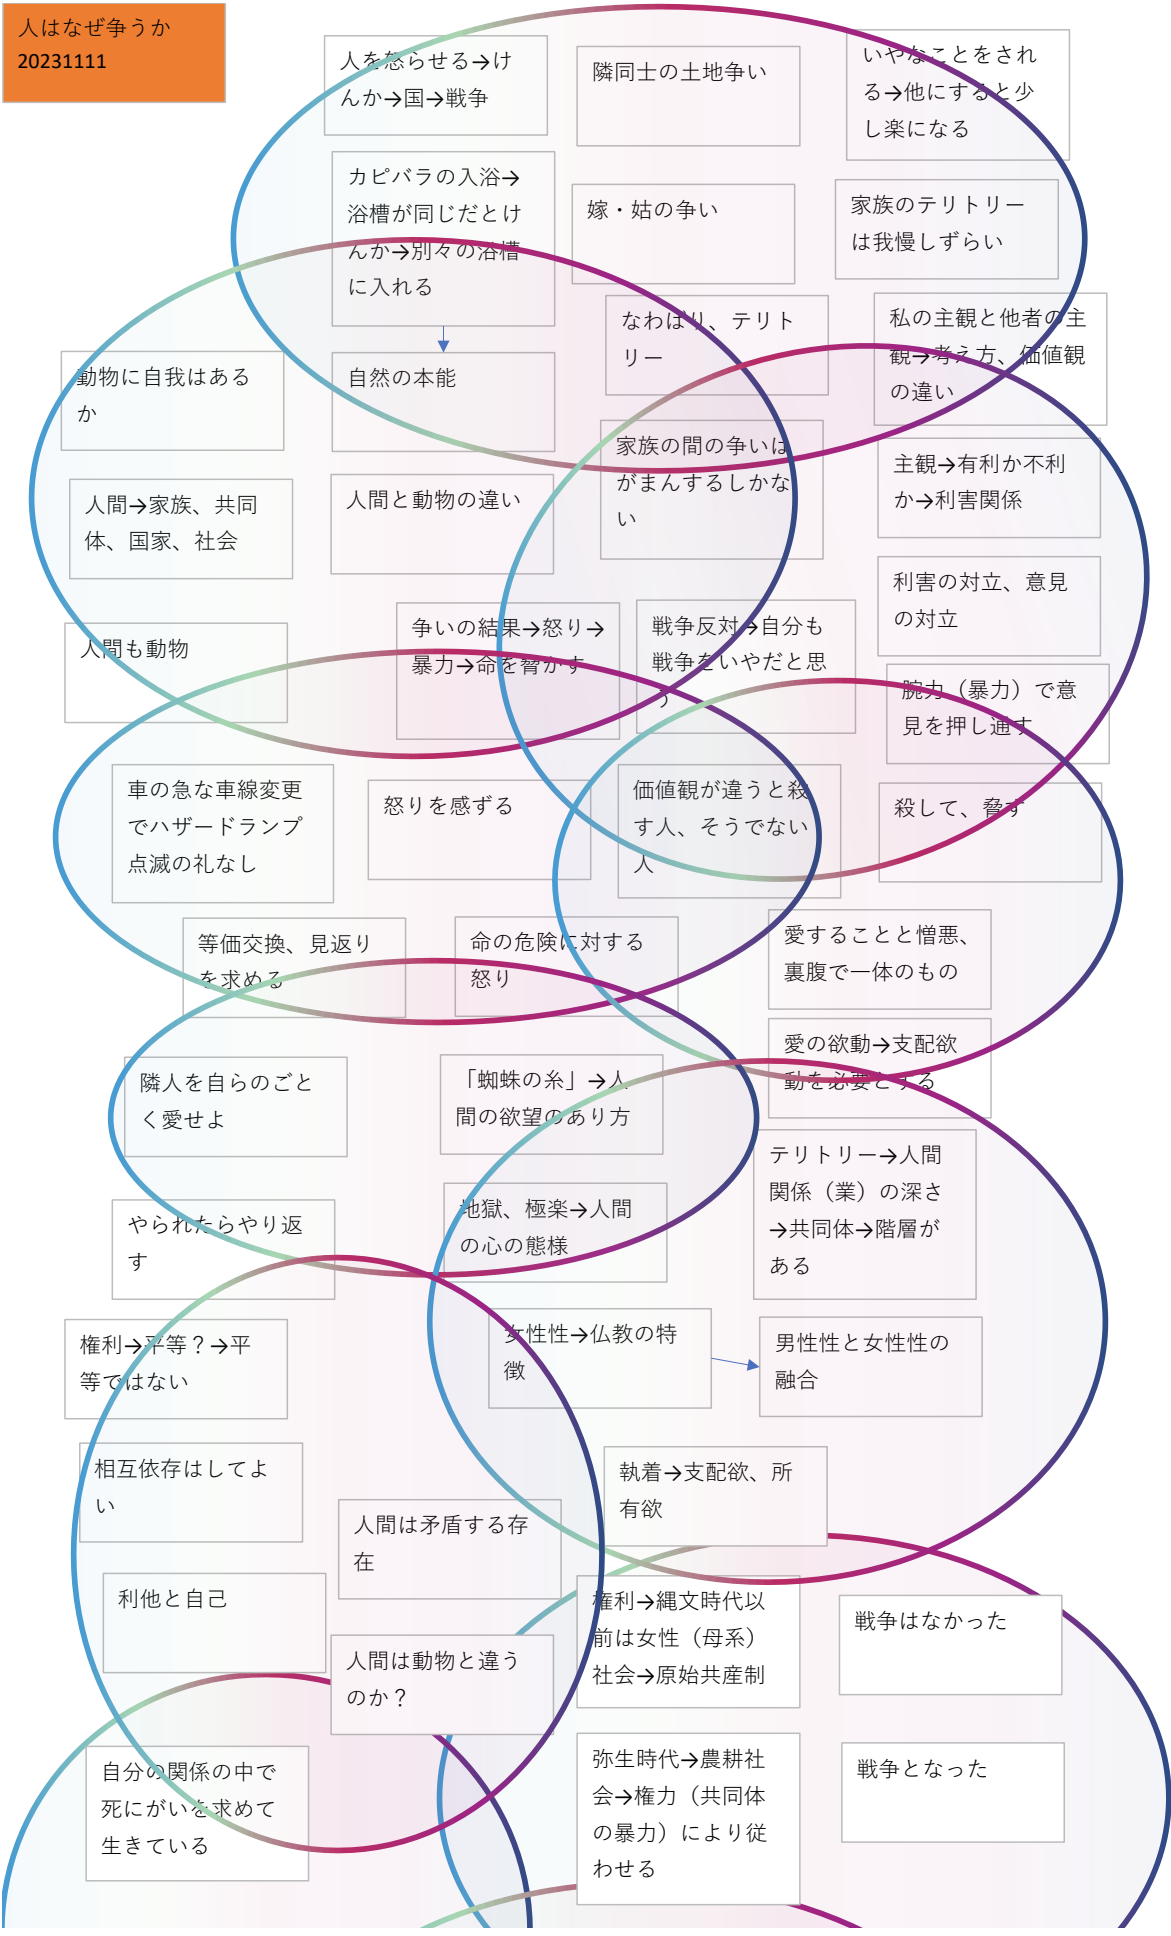 人はなぜ争うか
20231111
人を怒らせる→け
んか→国→戦争
隣同士の土地争い
いやなことをされ
る→他にすると少
し楽になる
カピバラの入浴→
浴槽が同じだとけ
んか→別々の浴槽
に入れる
嫁・姑の争い
家族のテリトリー
は我慢しずらい
なわばり、テリト
リー
私の主観と他者の主
観→考え方、価値観
の違い
動物に自我はある
か
自然の本能
家族の間の争いは
がまんするしかな
い
主観→有利か不利
か→利害関係
人間→家族、共同
体、国家、社会
人間と動物の違い
利害の対立、意見
の対立
人間も動物
争いの結果→怒り→
暴力→命を脅かす
戦争反対→自分も
戦争をいやだと思
う
腕力（暴力）で意
見を押し通す
車の急な車線変更
でハザードランプ
点滅の礼なし
怒りを感ずる
価値観が違うと殺
す人、そうでない
人
殺して、脅す
等価交換、見返り
を求める
命の危険に対する
怒り
愛することと憎悪、
裏腹で一体のもの
愛の欲動→支配欲
動を必要とする
隣人を自らのごと
く愛せよ
「蜘蛛の糸」→人
間の欲望のあり方
テリトリー→人間
関係（業）の深さ
→共同体→階層が
ある
やられたらやり返
す
地獄、極楽→人間
の心の態様
権利→平等？→平
等ではない
女性性→仏教の特
徴
男性性と女性性の
融合
相互依存はしてよ
い
執着→支配欲、所
有欲
人間は矛盾する存
在
利他と自己
権利→縄文時代以
前は女性（母系）
社会→原始共産制
戦争はなかった
人間は動物と違う
のか？
自分の関係の中で
死にがいを求めて
生きている
弥生時代→農耕社
会→権力（共同体
の暴力）により従
わせる
戦争となった